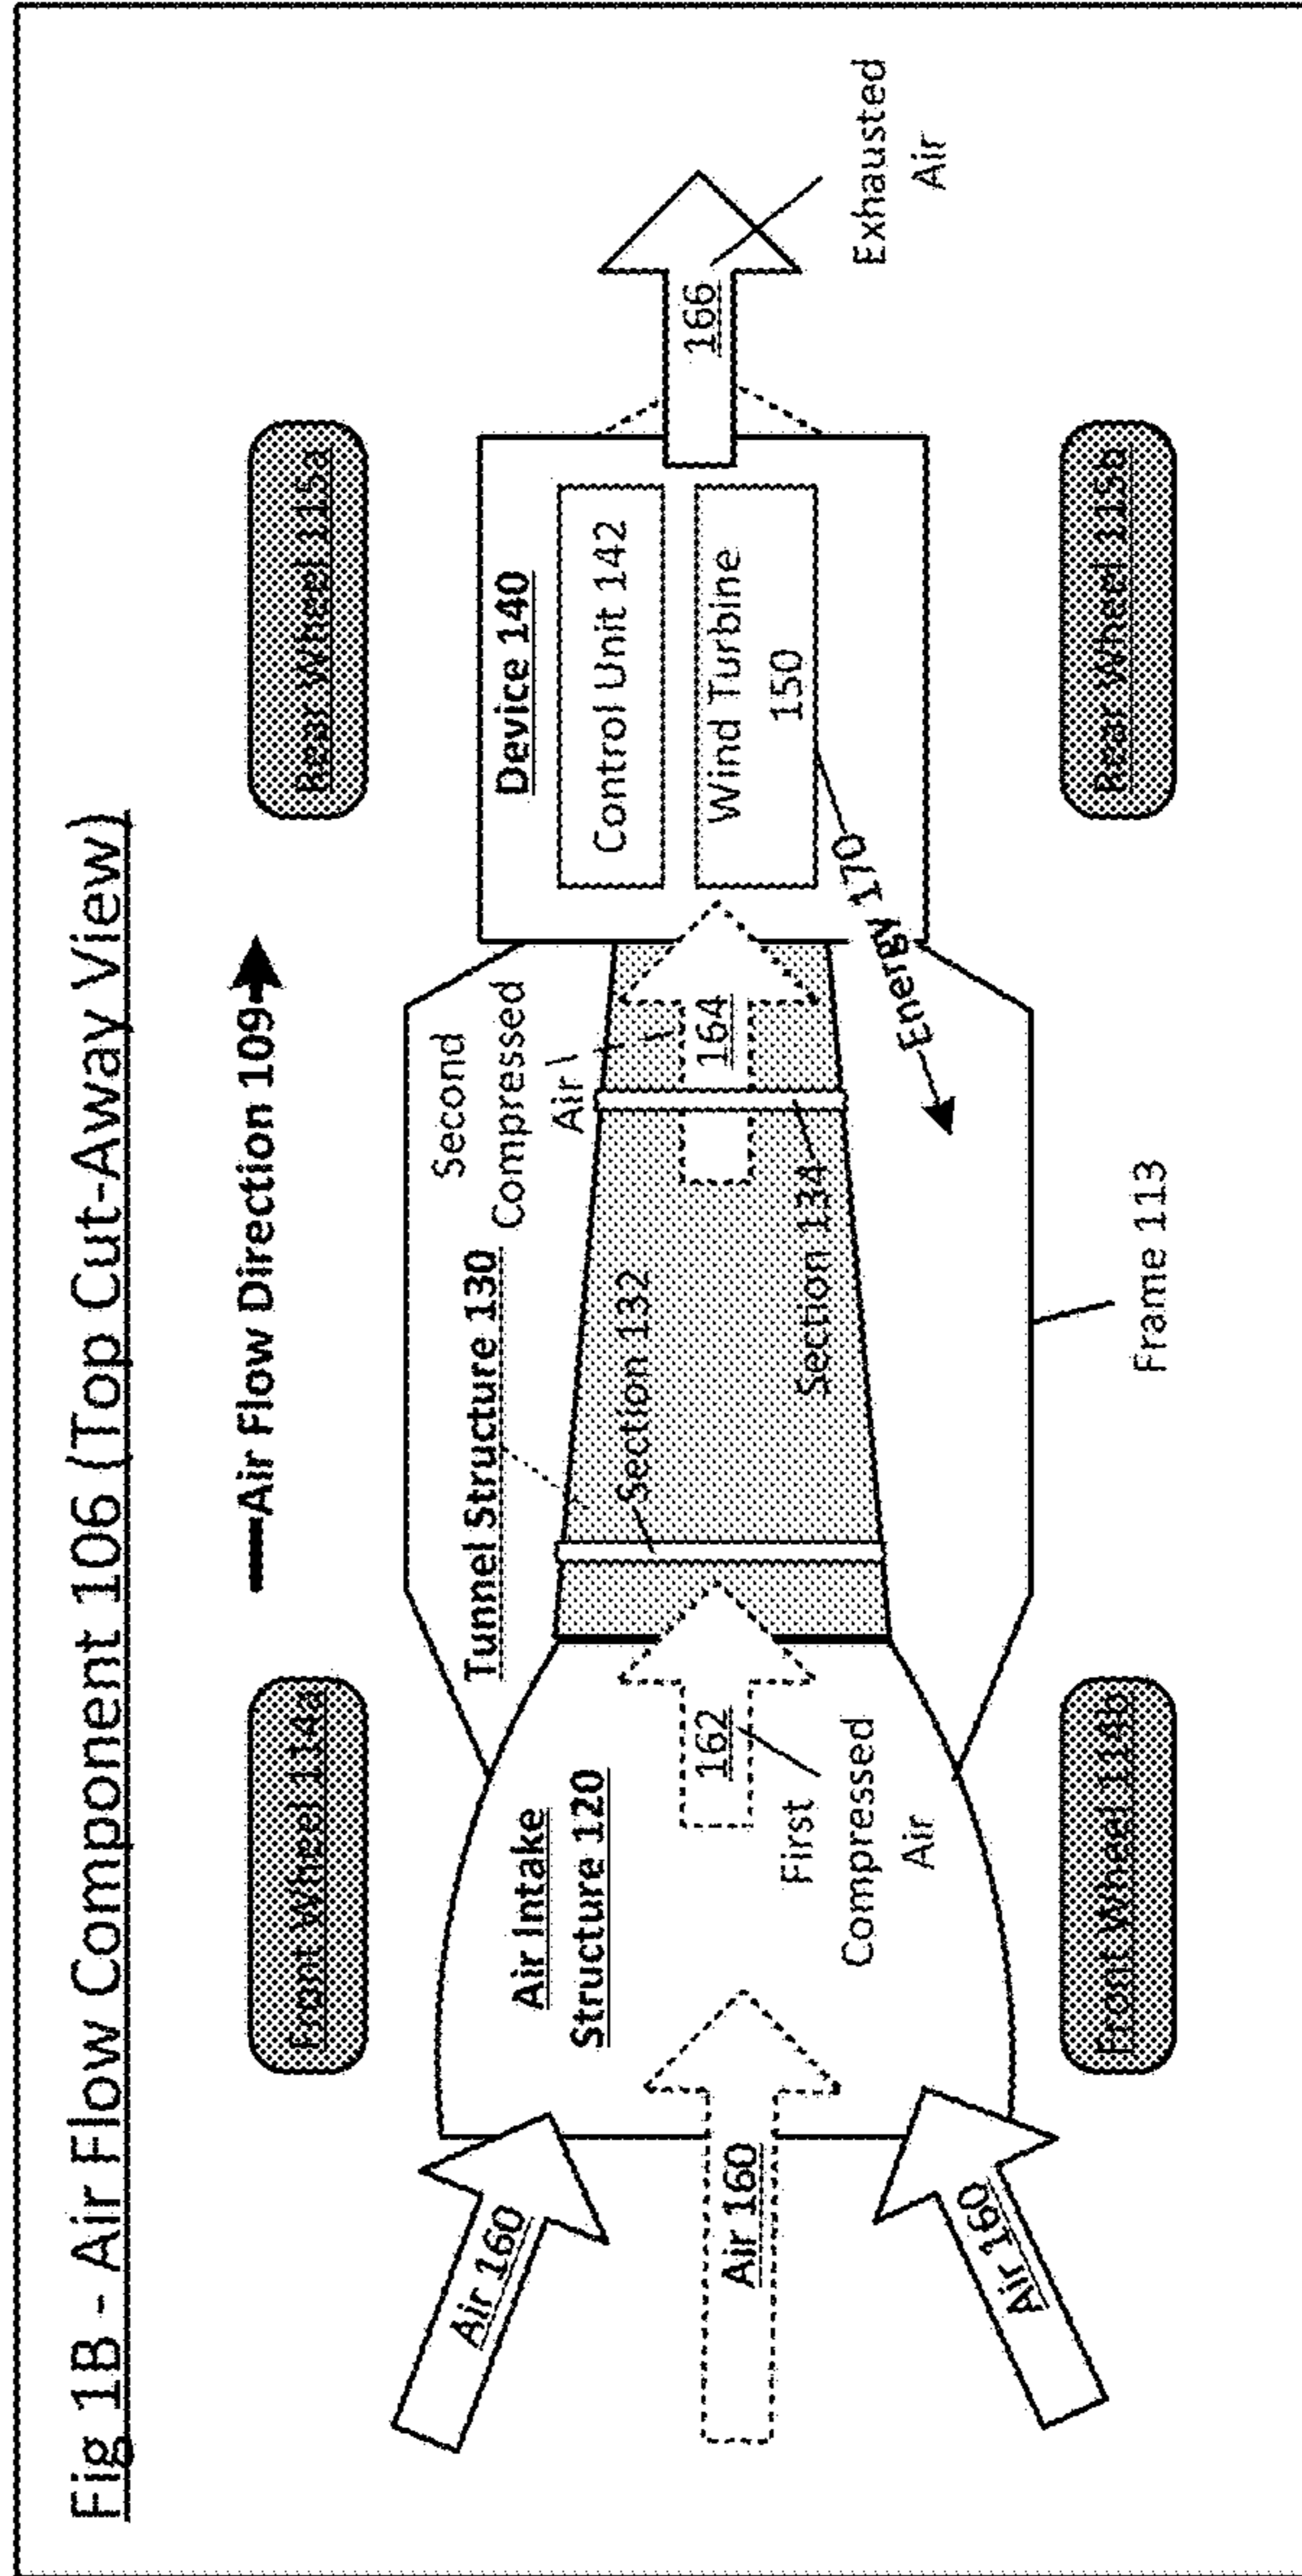 Fig 1B - Air Flow Component 106 (Top Cut-Away View)
Air Flow Direction 109
Front Wheel 114a
Rear Wheel 115a
Air 160
Air 160
Air 160
Air Intake
Structure 120
162
First
Compressed
Air
Tunnel Structure 130
Section 132
Section 134
Second
Compressed
Air
164
Device 140
Control Unit 142
Wind Turbine
150
Energy 170
166
Exhausted
Air
Frame 113
Front Wheel 114b
Rear Wheel 115b